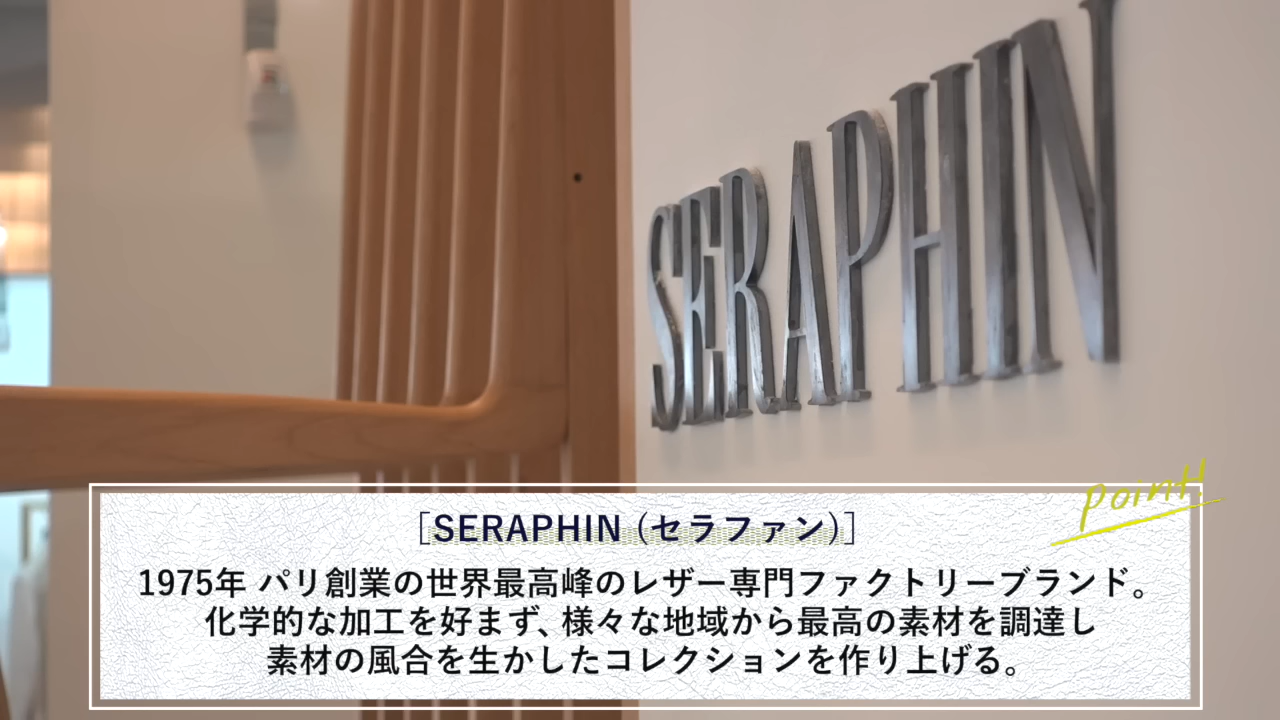 SERAPHIN
point!
[SERAPHIN (セラファン)]
1975年 パリ創業の世界最高峰のレザー専門ファクトリーブランド。
化学的な加工を好まず、様々な地域から最高の素材を調達し
素材の風合を生かしたコレクションを作り上げる。